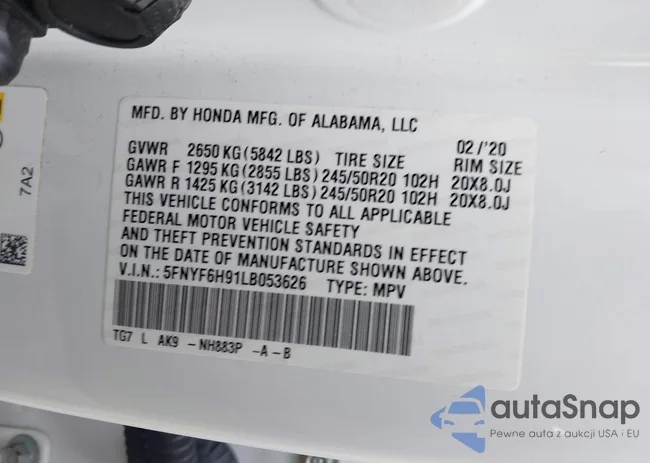 MFD. BY HONDA MFG. OF ALABAMA, LLC 02/'20
GVWR 2650 KG (5842 LBS) TIRE SIZE RIM SIZE
GAWR F 1295 KG (2855 LBS) 245/50R20 102H 20X8.0J
GAWR R 1425 KG (3142 LBS) 245/50R20 102H 20X8.0J
THIS VEHICLE CONFORMS TO ALL APPLICABLE
FEDERAL MOTOR VEHICLE SAFETY
AND THEFT PREVENTION STANDARDS IN EFFECT
ON THE DATE OF MANUFACTURE SHOWN ABOVE.
V.I.N.: 5FNYF6H91LB053626 TYPE: MPV
TG7 L AK9 -NH883P -A -B
7A2
autaSnap
Pewne auta z aukcji USA i EU